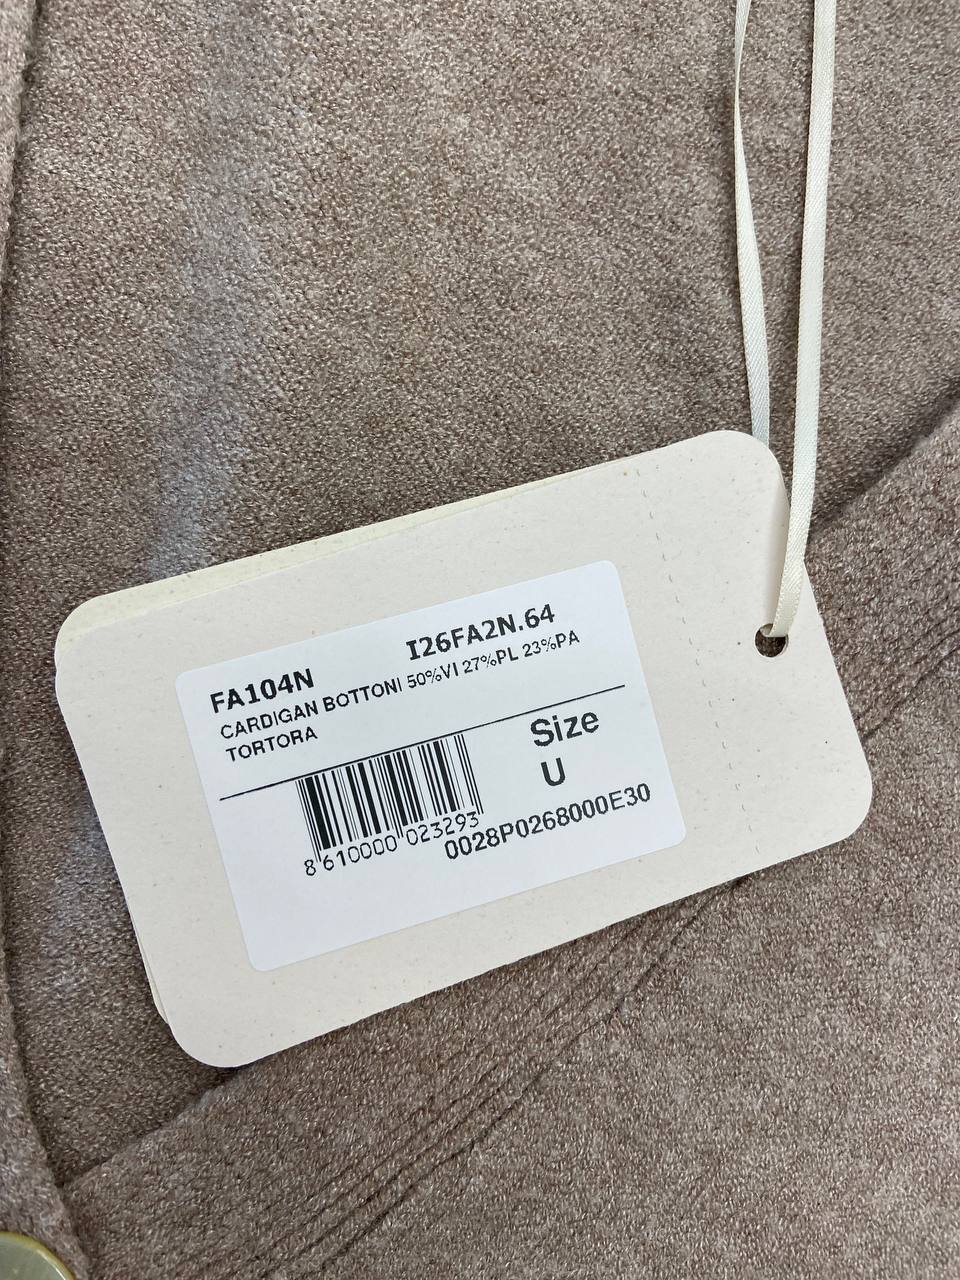 FA104N I26FA2N.64
CARDIGAN BOTTONI 50%VI 27%PL 23%PA
TORTORA
Size
U
8 610000 023293
0028P0268000E30